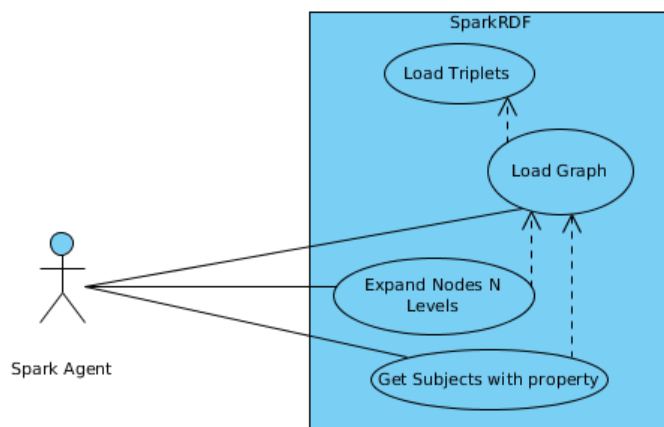 SparkRDF
Load Triplets
Load Graph
Expand Nodes N
Levels
Spark Agent
Get Subjects with property